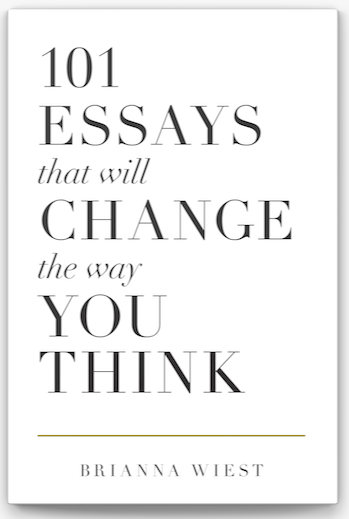 101
ESSAYS
that will
CHANGE
the way
YOU
THINK
BRIANNA WIEST